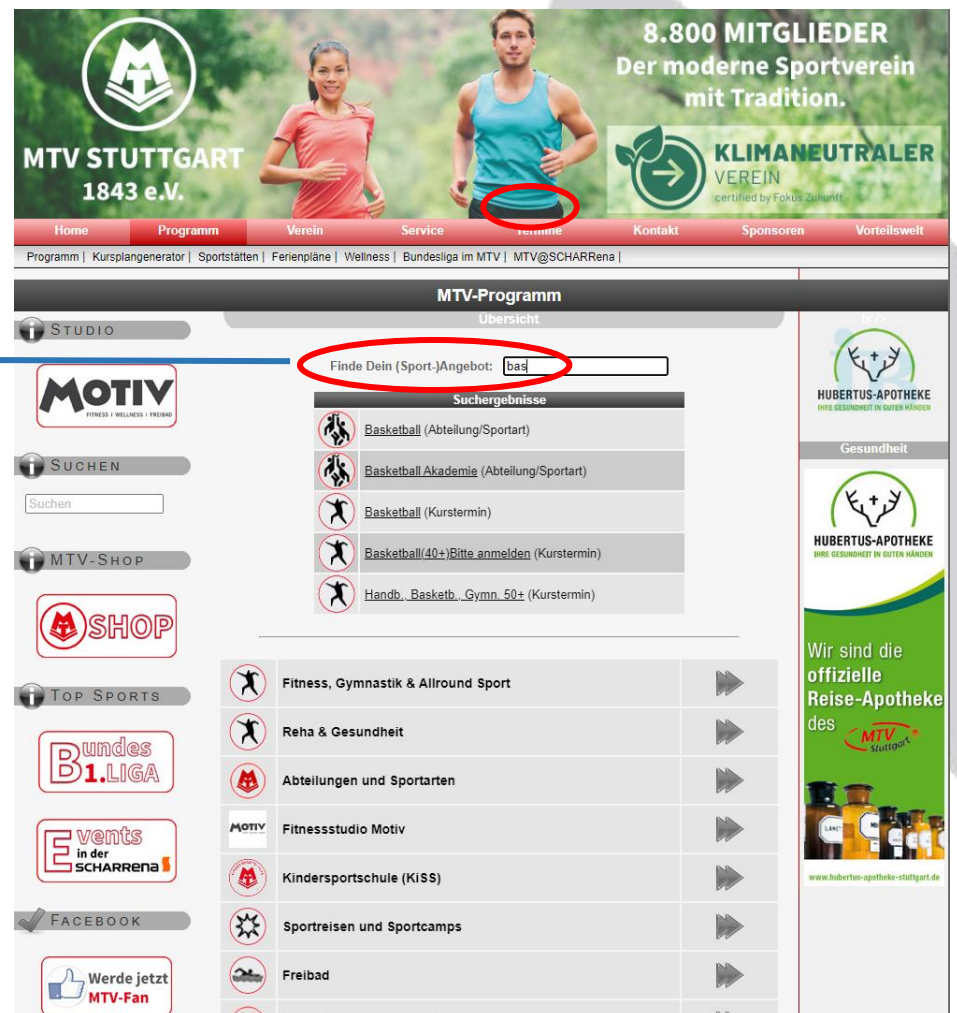 8.800 MITGLIEDER
Der moderne Sportverein
mit Tradition.
MTV STUTTGART
1843 e.V.
KLIMANEUTRALER
VEREIN
certified by Fokus Zukunft
Home Programm Verein Service Termine Kontakt Sponsoren Vorteilswelt
Programm | Kursplangenerator | Sportstätten | Ferienpläne | Wellness | Bundesliga im MTV | MTV@SCHARRena |
MTV-Programm
Übersicht
STUDIO
MOTIV
FITNESS I WELLNESS I FREIBAD
SUCHEN
Suchen
MTV-SHOP
SHOP
TOP SPORTS
Bundes
1.LIGA
Events
in der
SCHARRena
FACEBOOK
Werde jetzt
MTV-Fan
Finde Dein (Sport-)Angebot: bas
Suchergebnisse
Basketball (Abteilung/Sportart)
Basketball Akademie (Abteilung/Sportart)
Basketball (Kurstermin)
Basketball(40+)Bitte anmelden (Kurstermin)
Handb., Basketb., Gymn. 50+ (Kurstermin)
Fitness, Gymnastik & Allround Sport
Reha & Gesundheit
Abteilungen und Sportarten
MOTIV
Fitnessstudio Motiv
Kindersportschule (KiSS)
Sportreisen und Sportcamps
Freibad
HUBERTUS-APOTHEKE
IHRE GESUNDHEIT IN GUTEN HÄNDEN
Gesundheit
HUBERTUS-APOTHEKE
IHRE GESUNDHEIT IN GUTEN HÄNDEN
Wir sind die
offizielle
Reise-Apotheke
des MTV
Stuttgart
www.hubertus-apotheke-stuttgart.de